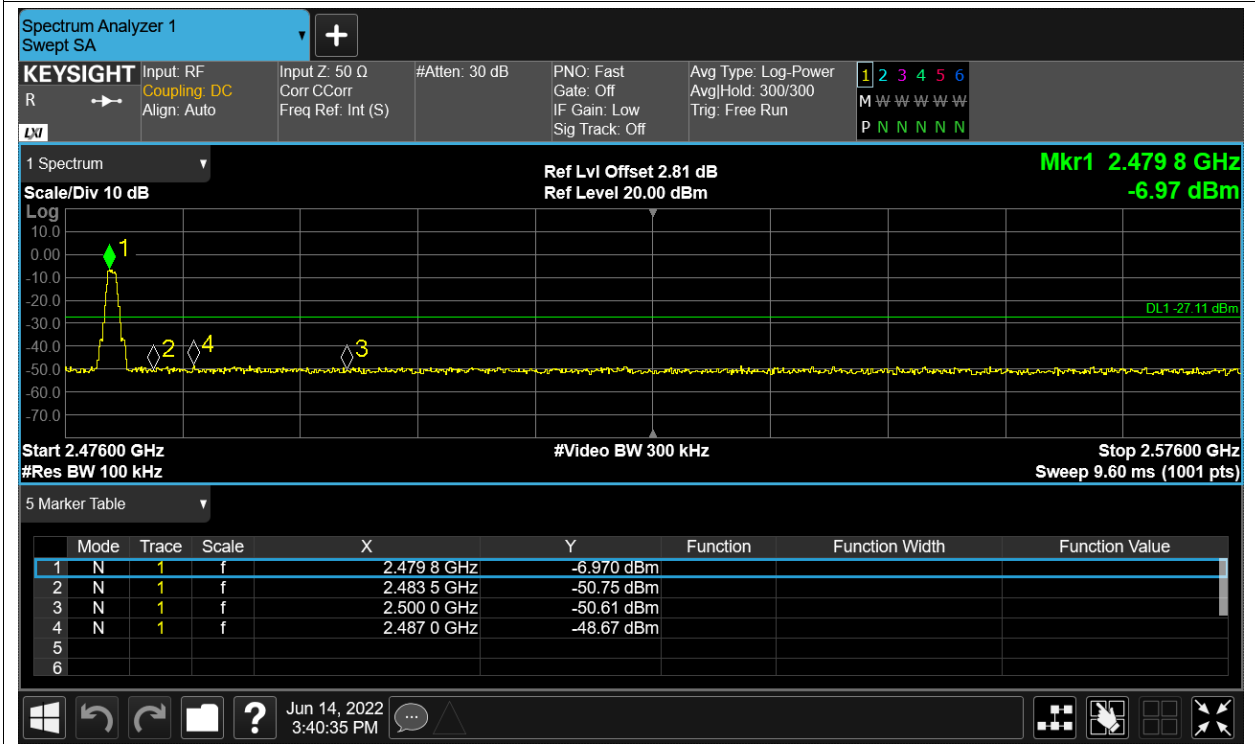 Spectrum Analyzer 1
Swept SA
KEYSIGHT
R
LXI
Input: RF
Coupling: DC
Align: Auto
Input Z: 50 Ω
Corr CCorr
Freq Ref: Int (S)
#Atten: 30 dB
PNO: Fast
Gate: Off
IF Gain: Low
Sig Track: Off
Avg Type: Log-Power
Avg|Hold: 300/300
Trig: Free Run
1 2 3 4 5 6
M W W W W W
P N N N N N
1 Spectrum
Scale/Div 10 dB
Ref Lvl Offset 2.81 dB
Ref Level 20.00 dBm
Mkr1 2.479 8 GHz
-6.97 dBm
Log
10.0
0.00
-10.0
-20.0
-30.0
-40.0
-50.0
-60.0
-70.0
1
2
4
3
DL1 -27.11 dBm
Start 2.47600 GHz
#Video BW 300 kHz
Stop 2.57600 GHz
#Res BW 100 kHz
Sweep 9.60 ms (1001 pts)
5 Marker Table
Mode Trace Scale X Y Function Function Width Function Value
1 N 1 f 2.479 8 GHz -6.970 dBm
2 N 1 f 2.483 5 GHz -50.75 dBm
3 N 1 f 2.500 0 GHz -50.61 dBm
4 N 1 f 2.487 0 GHz -48.67 dBm
5
6
?
Jun 14, 2022
3:40:35 PM